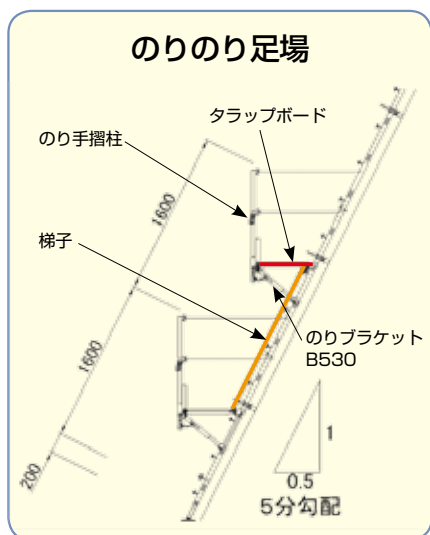 のりのり足場
タラップボード
のり手摺柱
1600
梯子
のりブラケット
B530
1600
1
200
0.5
5分勾配